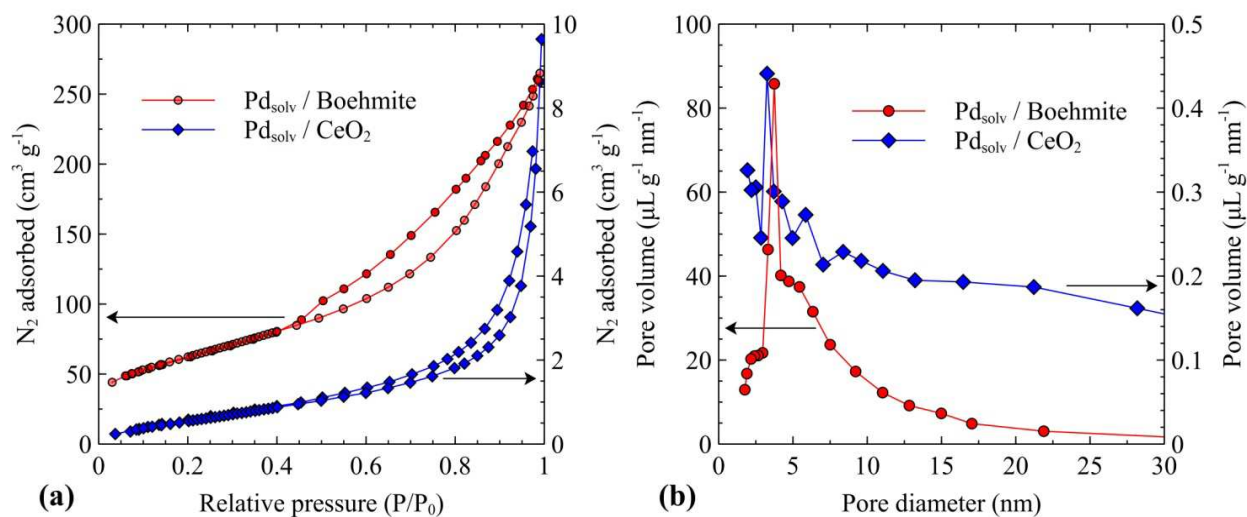 300
250
200
150
100
50
0
N₂ adsorbed (cm³ g⁻¹)
Pd_solv / Boehmite
Pd_solv / CeO₂
10
8
6
4
2
0
N₂ adsorbed (cm³ g⁻¹)
0 0.2 0.4 0.6 0.8 1
(a) Relative pressure (P/P₀)
100
80
60
40
20
0
Pore volume (μL g⁻¹ nm⁻¹)
Pd_solv / Boehmite
Pd_solv / CeO₂
0.5
0.4
0.3
0.2
0.1
0
Pore volume (μL g⁻¹ nm⁻¹)
0 5 10 15 20 25 30
(b) Pore diameter (nm)